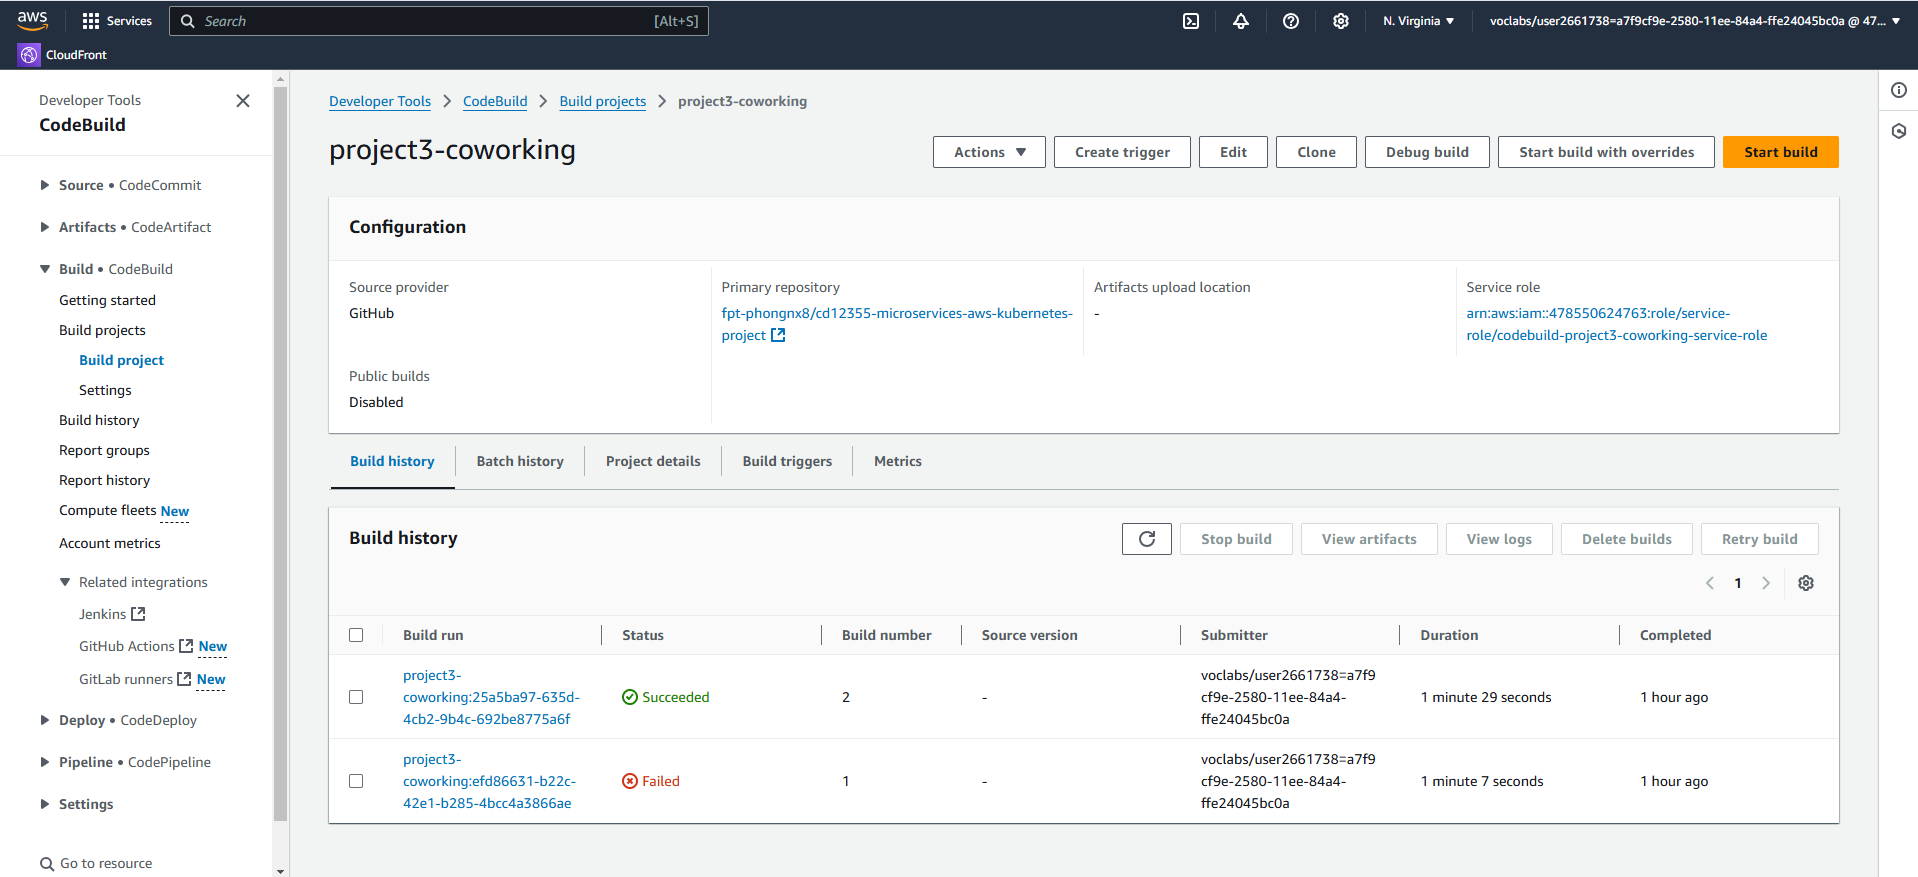 aws
Services
Search
[Alt+S]
N. Virginia
voclabs/user2661738=a7f9cf9e-2580-11ee-84a4-ffe24045bc0a @ 47...
CloudFront
Developer Tools
CodeBuild
Source • CodeCommit
Artifacts • CodeArtifact
Build • CodeBuild
Getting started
Build projects
Build project
Settings
Build history
Report groups
Report history
Compute fleets New
Account metrics
Related integrations
Jenkins
GitHub Actions New
GitLab runners New
Deploy • CodeDeploy
Pipeline • CodePipeline
Settings
Go to resource
Developer Tools
CodeBuild
Build projects
project3-coworking
project3-coworking
Actions
Create trigger
Edit
Clone
Debug build
Start build with overrides
Start build
Configuration
Source provider
GitHub
Primary repository
fpt-phongnx8/cd12355-microservices-aws-kubernetes-
project
Artifacts upload location
-
Service role
arn:aws:iam::478550624763:role/service-
role/codebuild-project3-coworking-service-role
Public builds
Disabled
Build history
Batch history
Project details
Build triggers
Metrics
Build history
Stop build
View artifacts
View logs
Delete builds
Retry build
1
Build run
Status
Build number
Source version
Submitter
Duration
Completed
project3-
coworking:25a5ba97-635d-
4cb2-9b4c-692be8775a6f
Succeeded
2
-
voclabs/user2661738=a7f9
cf9e-2580-11ee-84a4-
ffe24045bc0a
1 minute 29 seconds
1 hour ago
project3-
coworking:efd86631-b22c-
42e1-b285-4bcc4a3866ae
Failed
1
-
voclabs/user2661738=a7f9
cf9e-2580-11ee-84a4-
ffe24045bc0a
1 minute 7 seconds
1 hour ago